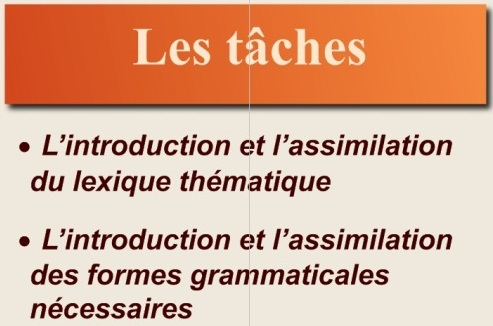 Les tâches
• L'introduction et l'assimilation
du lexique thématique
• L'introduction et l'assimilation
des formes grammaticales
nécessaires